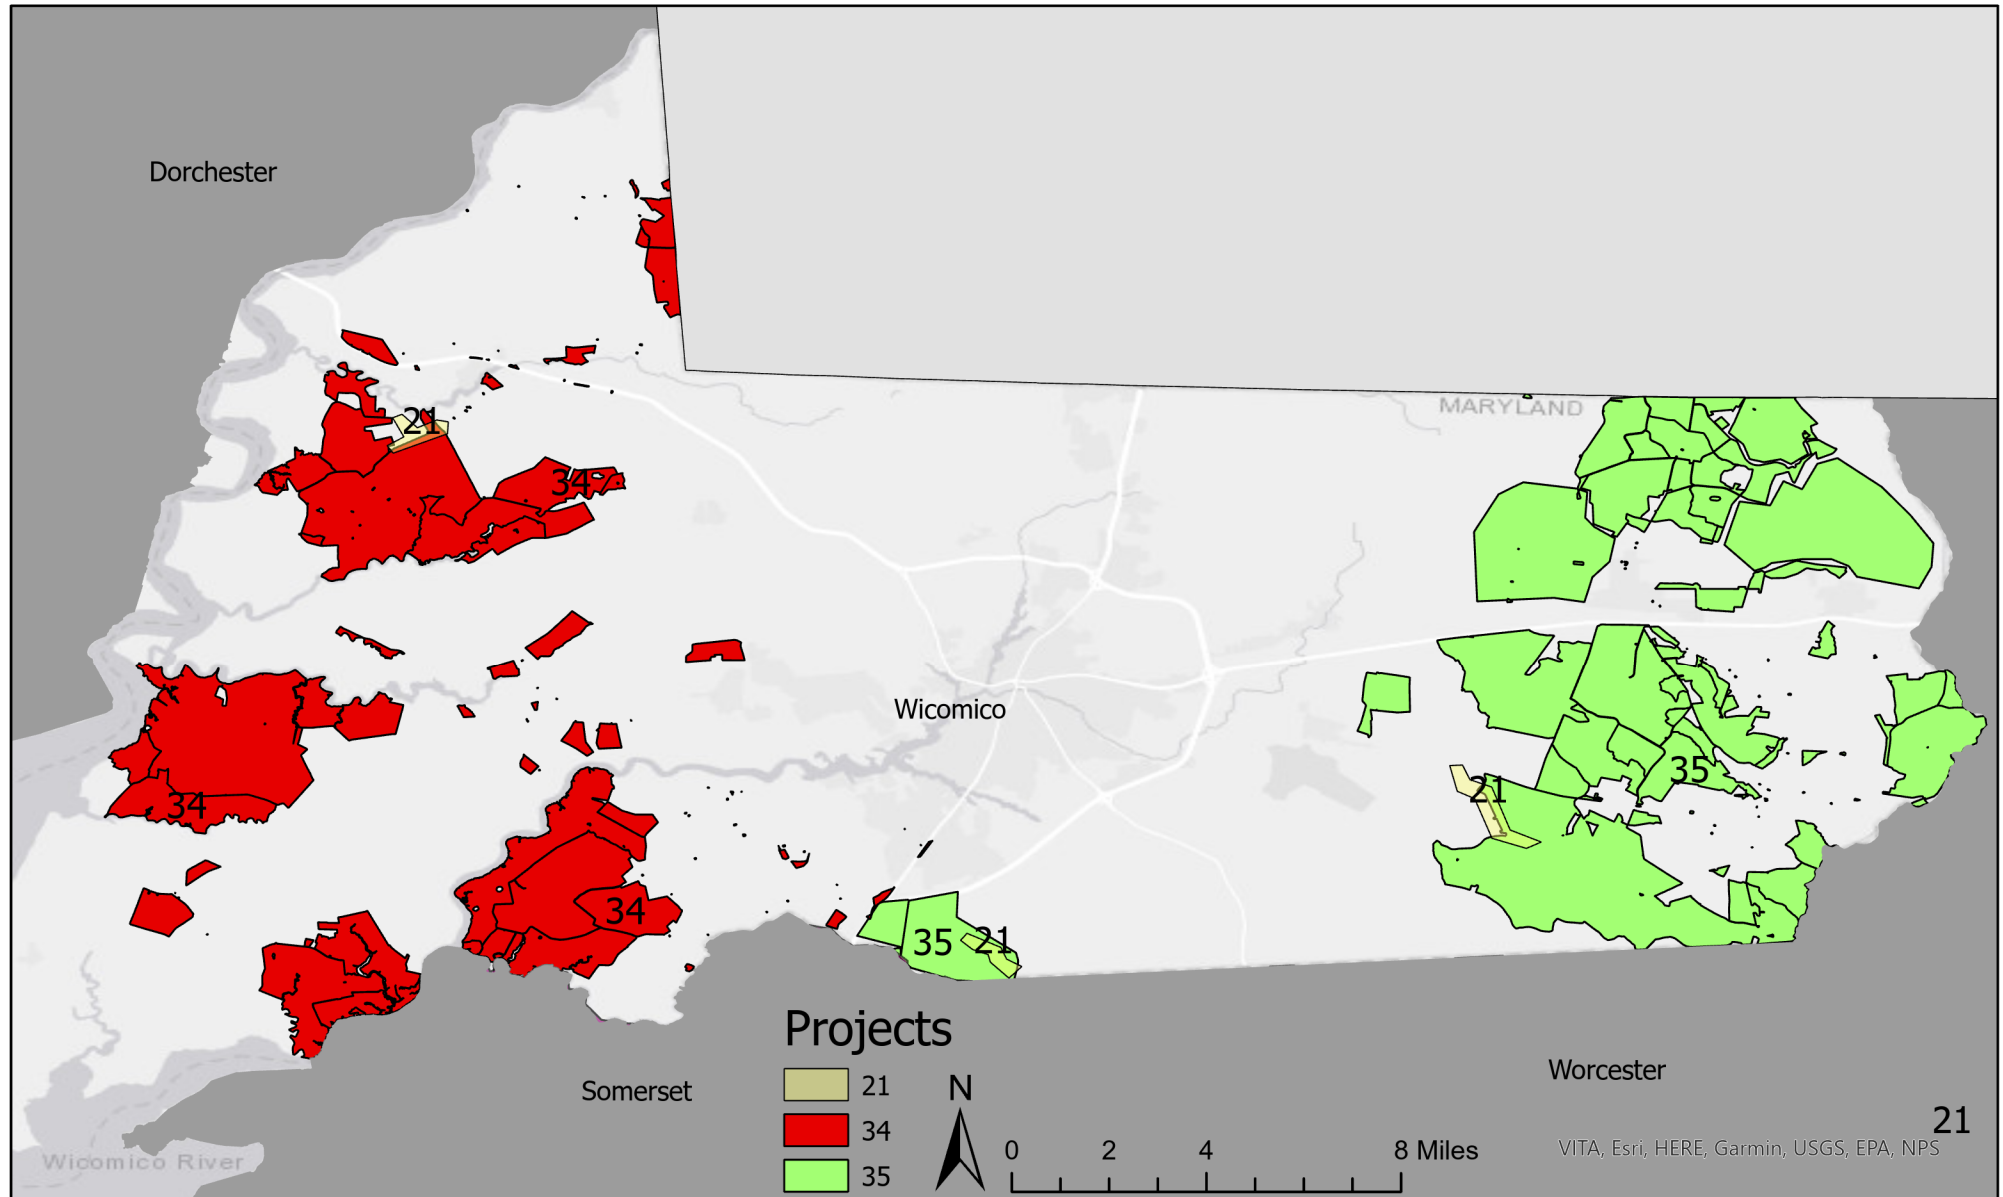 Dorchester
MARYLAND
21
34
Wicomico
35
21
34
34
35
21
Projects
21
34
35
N
0 2 4 8 Miles
Somerset
Worcester
21
VITA, Esri, HERE, Garmin, USGS, EPA, NPS
Wicomico River